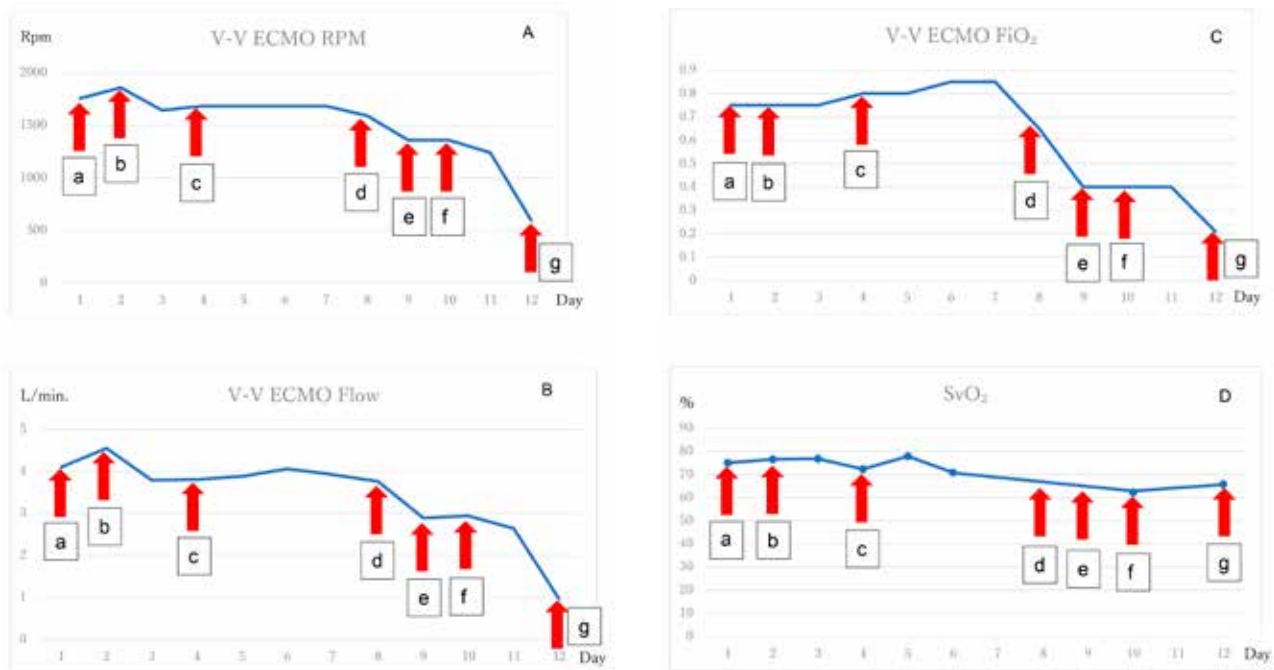 Rpm
V-V ECMO RPM
A
2000
1500
1000
500
0
a
b
c
d
e
f
g
1 2 3 4 5 6 7 8 9 10 11 12 Day
V-V ECMO FiO₂
C
0.9
0.8
0.7
0.6
0.5
0.4
0.3
0.2
0.1
0
a
b
c
d
e
f
g
1 2 3 4 5 6 7 8 9 10 11 12 Day
L/min.
V-V ECMO Flow
B
5
4
3
2
1
0
a
b
c
d
e
f
g
1 2 3 4 5 6 7 8 9 10 11 12 Day
%
SvO₂
D
90
80
70
60
50
40
30
20
10
0
a
b
c
d
e
f
g
1 2 3 4 5 6 7 8 9 10 11 12 Day